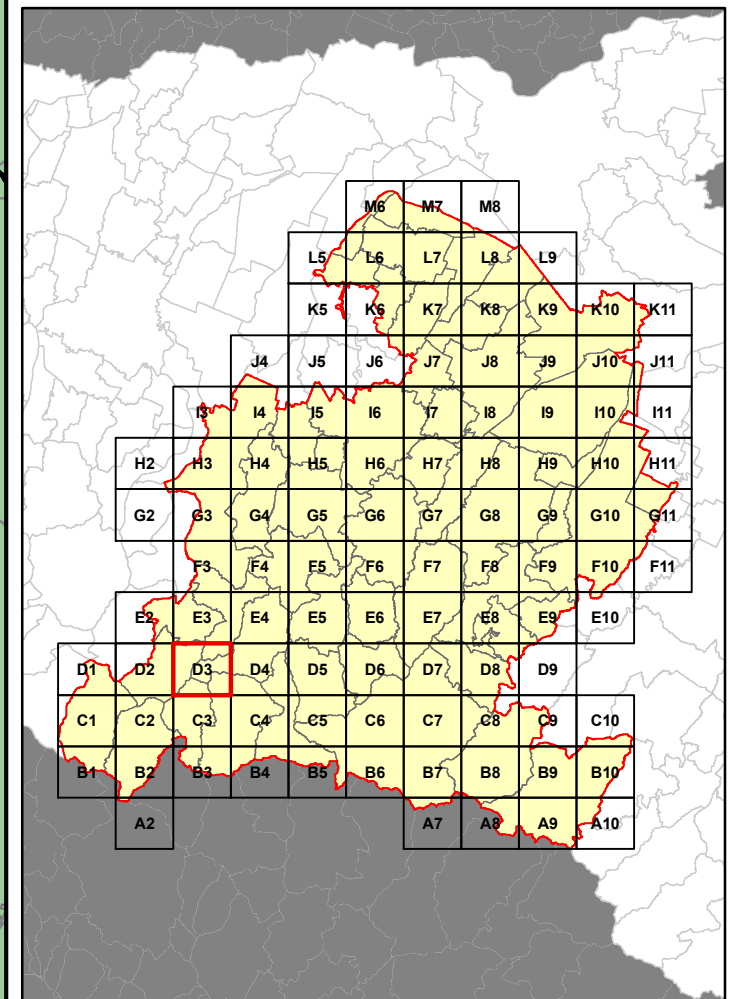 M6 M7 M8
L5 L6 L7 L8 L9
K5 K6 K7 K8 K9 K10 K11
J4 J5 J6 J7 J8 J9 J10 J11
I3 I4 I5 I6 I7 I8 I9 I10 I11
H2 H3 H4 H5 H6 H7 H8 H9 H10 H11
G2 G3 G4 G5 G6 G7 G8 G9 G10 G11
F3 F4 F5 F6 F7 F8 F9 F10 F11
E2 E3 E4 E5 E6 E7 E8 E9 E10
D1 D2 D3 D4 D5 D6 D7 D8 D9
C1 C2 C3 C4 C5 C6 C7 C8 C9 C10
B1 B2 B3 B4 B5 B6 B7 B8 B9 B10
A2 A7 A8 A9 A10